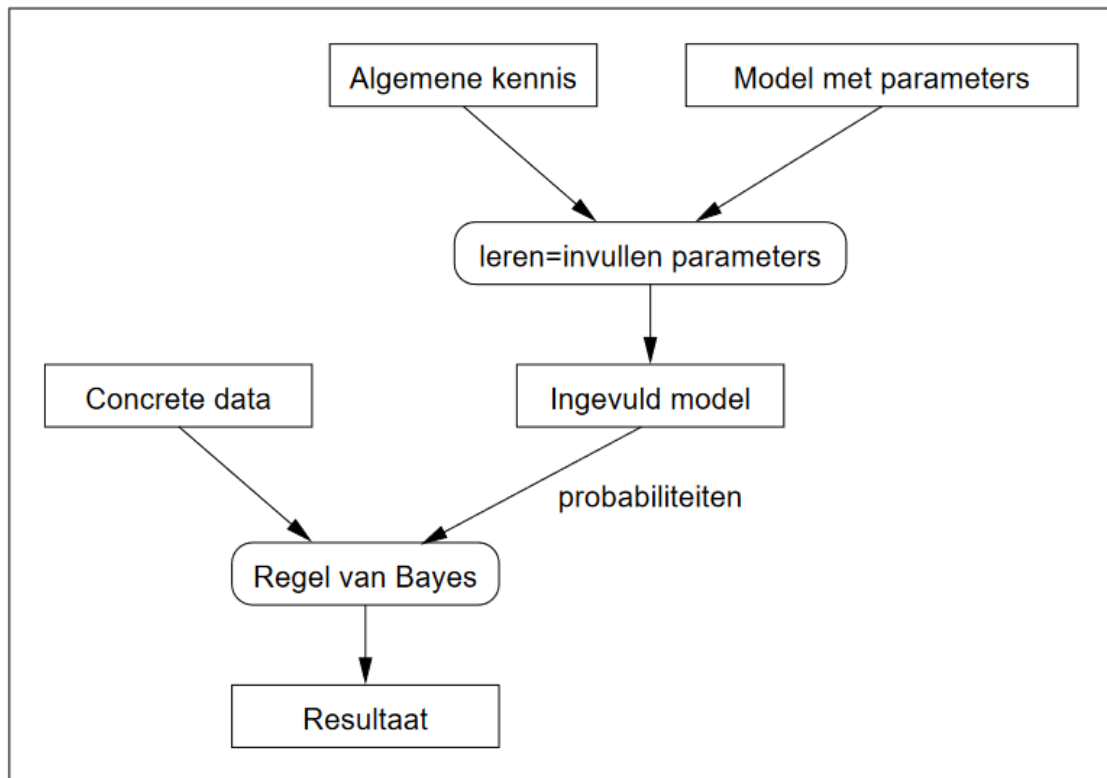 Algemene kennis
Model met parameters
leren=invullen parameters
Concrete data
Ingevuld model
probabiliteiten
Regel van Bayes
Resultaat